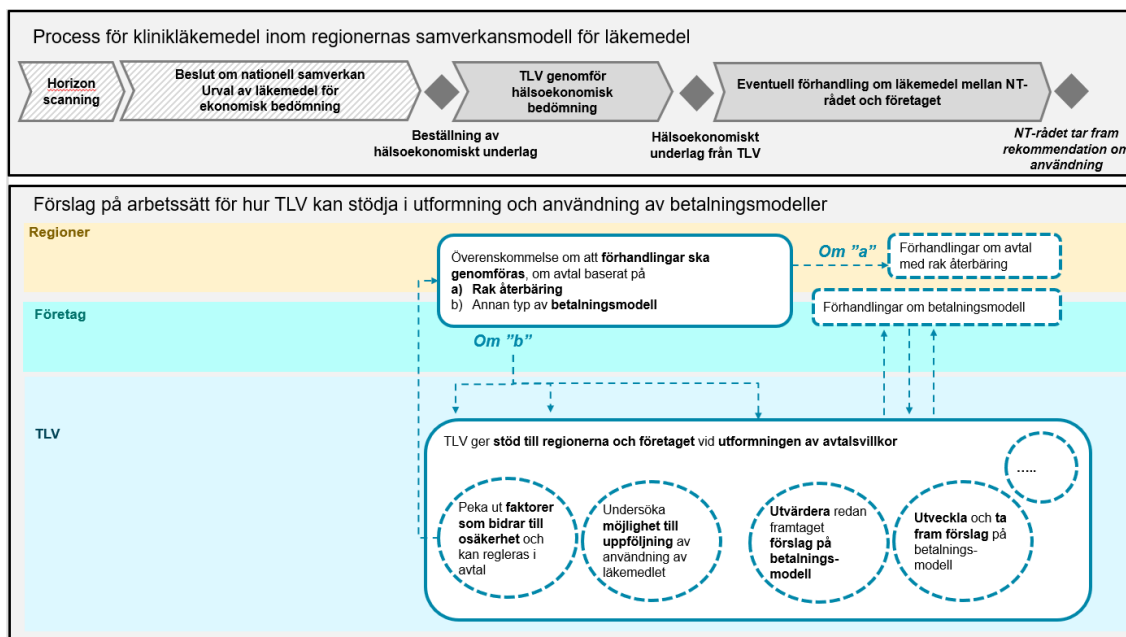 Process för klinikläkemedel inom regionernas samverkansmodell för läkemedel
Horizon
scanning
Beslut om nationell samverkan
Urval av läkemedel för
ekonomisk bedömning
TLV genomför
hälsoekonomisk
bedömning
Eventuell förhandling om läkemedel mellan NT-
rådet och företaget
Beställning av
hälsoekonomiskt underlag
Hälsoekonomiskt
underlag från TLV
NT-rådet tar fram
rekommendation om
användning
Förslag på arbetssätt för hur TLV kan stödja i utformning och användning av betalningsmodeller
Regioner
Överenskommelse om att förhandlingar ska
genomföras, om avtal baserat på
a) Rak återbäring
b) Annan typ av betalningsmodell
Om ”a”
Förhandlingar om avtal
med rak återbäring
Förhandlingar om betalningsmodell
Företag
Om ”b”
TLV
TLV ger stöd till regionerna och företaget vid utformningen av avtalsvillkor
Peka ut faktorer
som bidrar till
osäkerhet och
kan regleras i
avtal
Undersöka
möjlighet till
uppföljning av
användning av
läkemedlet
Utvärdera redan
framtaget
förslag på
betalnings-
modell
Utveckla och ta
fram förslag på
betalnings-
modell
…..